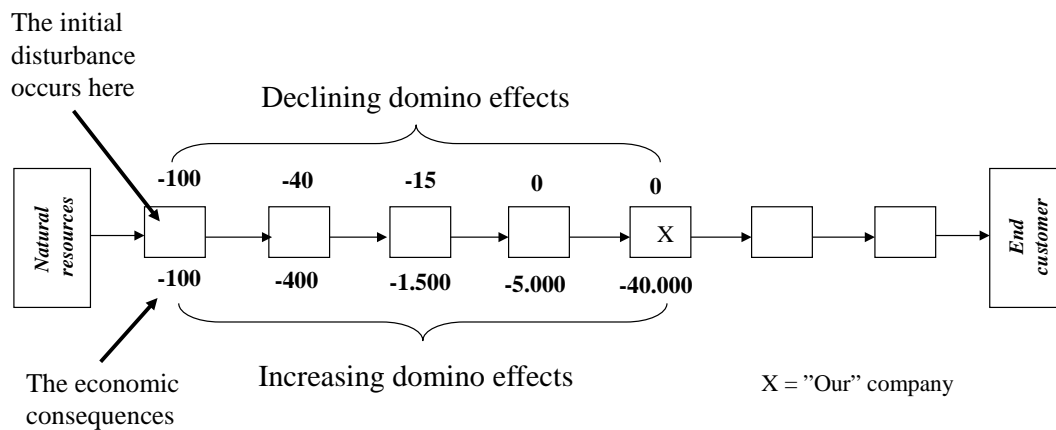 The initial
disturbance
occurs here
Declining domino effects
-100 -40 -15 0 0
Natural
resources
X
End
customer
-100 -400 -1.500 -5.000 -40.000
Increasing domino effects
The economic
consequences
X = ”Our” company